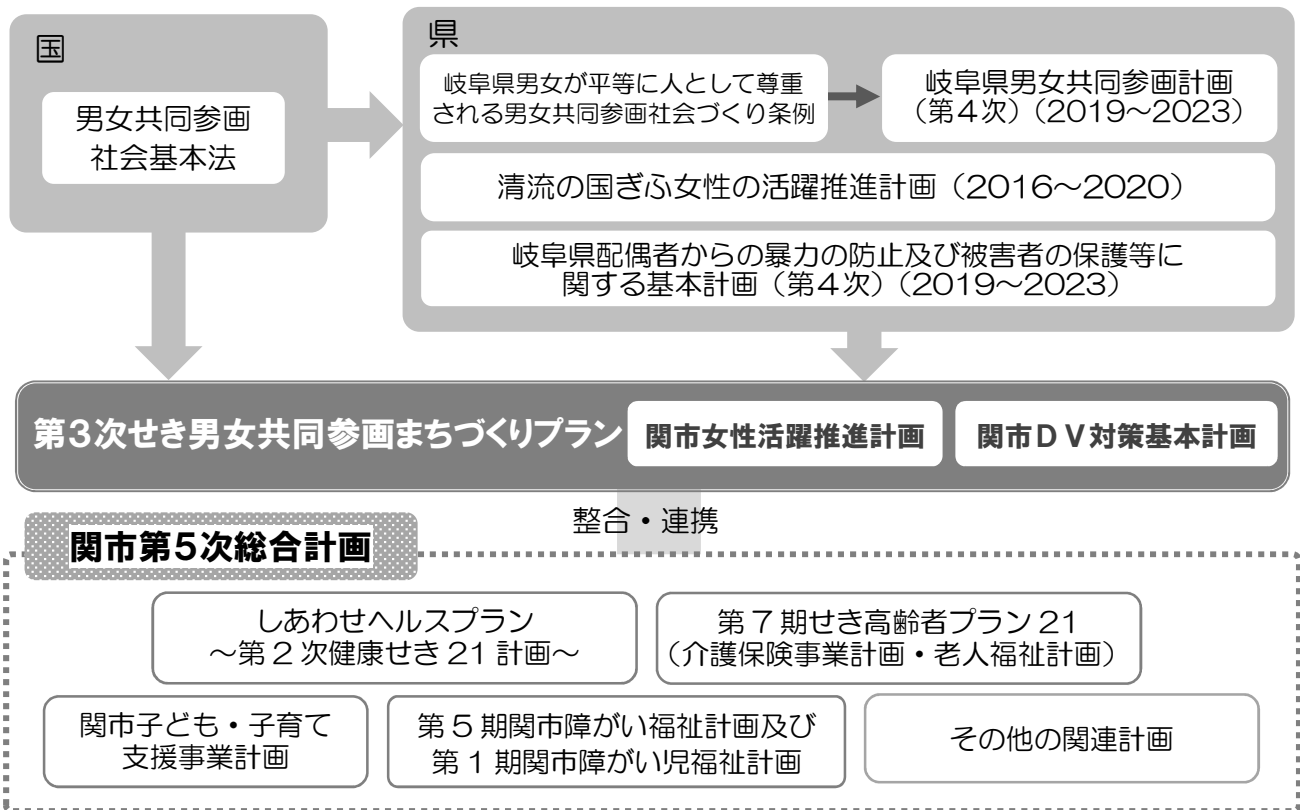 国
男女共同参画
社会基本法
県
岐阜県男女が平等に人として尊重
される男女共同参画社会づくり条例
岐阜県男女共同参画計画
（第４次）（2019～2023）
清流の国ぎふ女性の活躍推進計画（2016～2020）
岐阜県配偶者からの暴力の防止及び被害者の保護等に
関する基本計画（第４次）（2019～2023）
第3次せき男女共同参画まちづくりプラン
関市女性活躍推進計画
関市ＤＶ対策基本計画
整合・連携
関市第5次総合計画
しあわせヘルスプラン
～第２次健康せき21計画～
第７期せき高齢者プラン21
（介護保険事業計画・老人福祉計画）
関市子ども・子育て
支援事業計画
第５期関市障がい福祉計画及び
第１期関市障がい児福祉計画
その他の関連計画